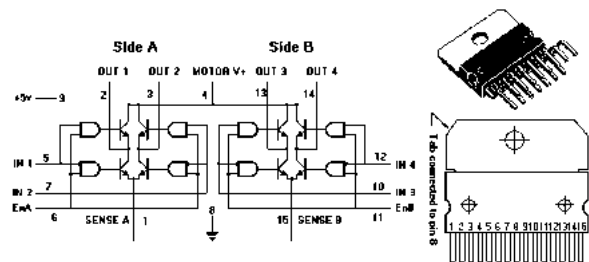 Side A Side B
OUT 1 OUT 2 MOTOR V+ OUT 3 OUT 4
2 3 4 13 14
+5v 9
IN 1 5 12 IN 4
IN 2 7 10 IN 3
EnA 6 SENSE A 1 8 15 SENSE B 11 EnB
Tab connected to pin 8
1 2 3 4 5 6 7 8 9 10 11 12 13 14 15